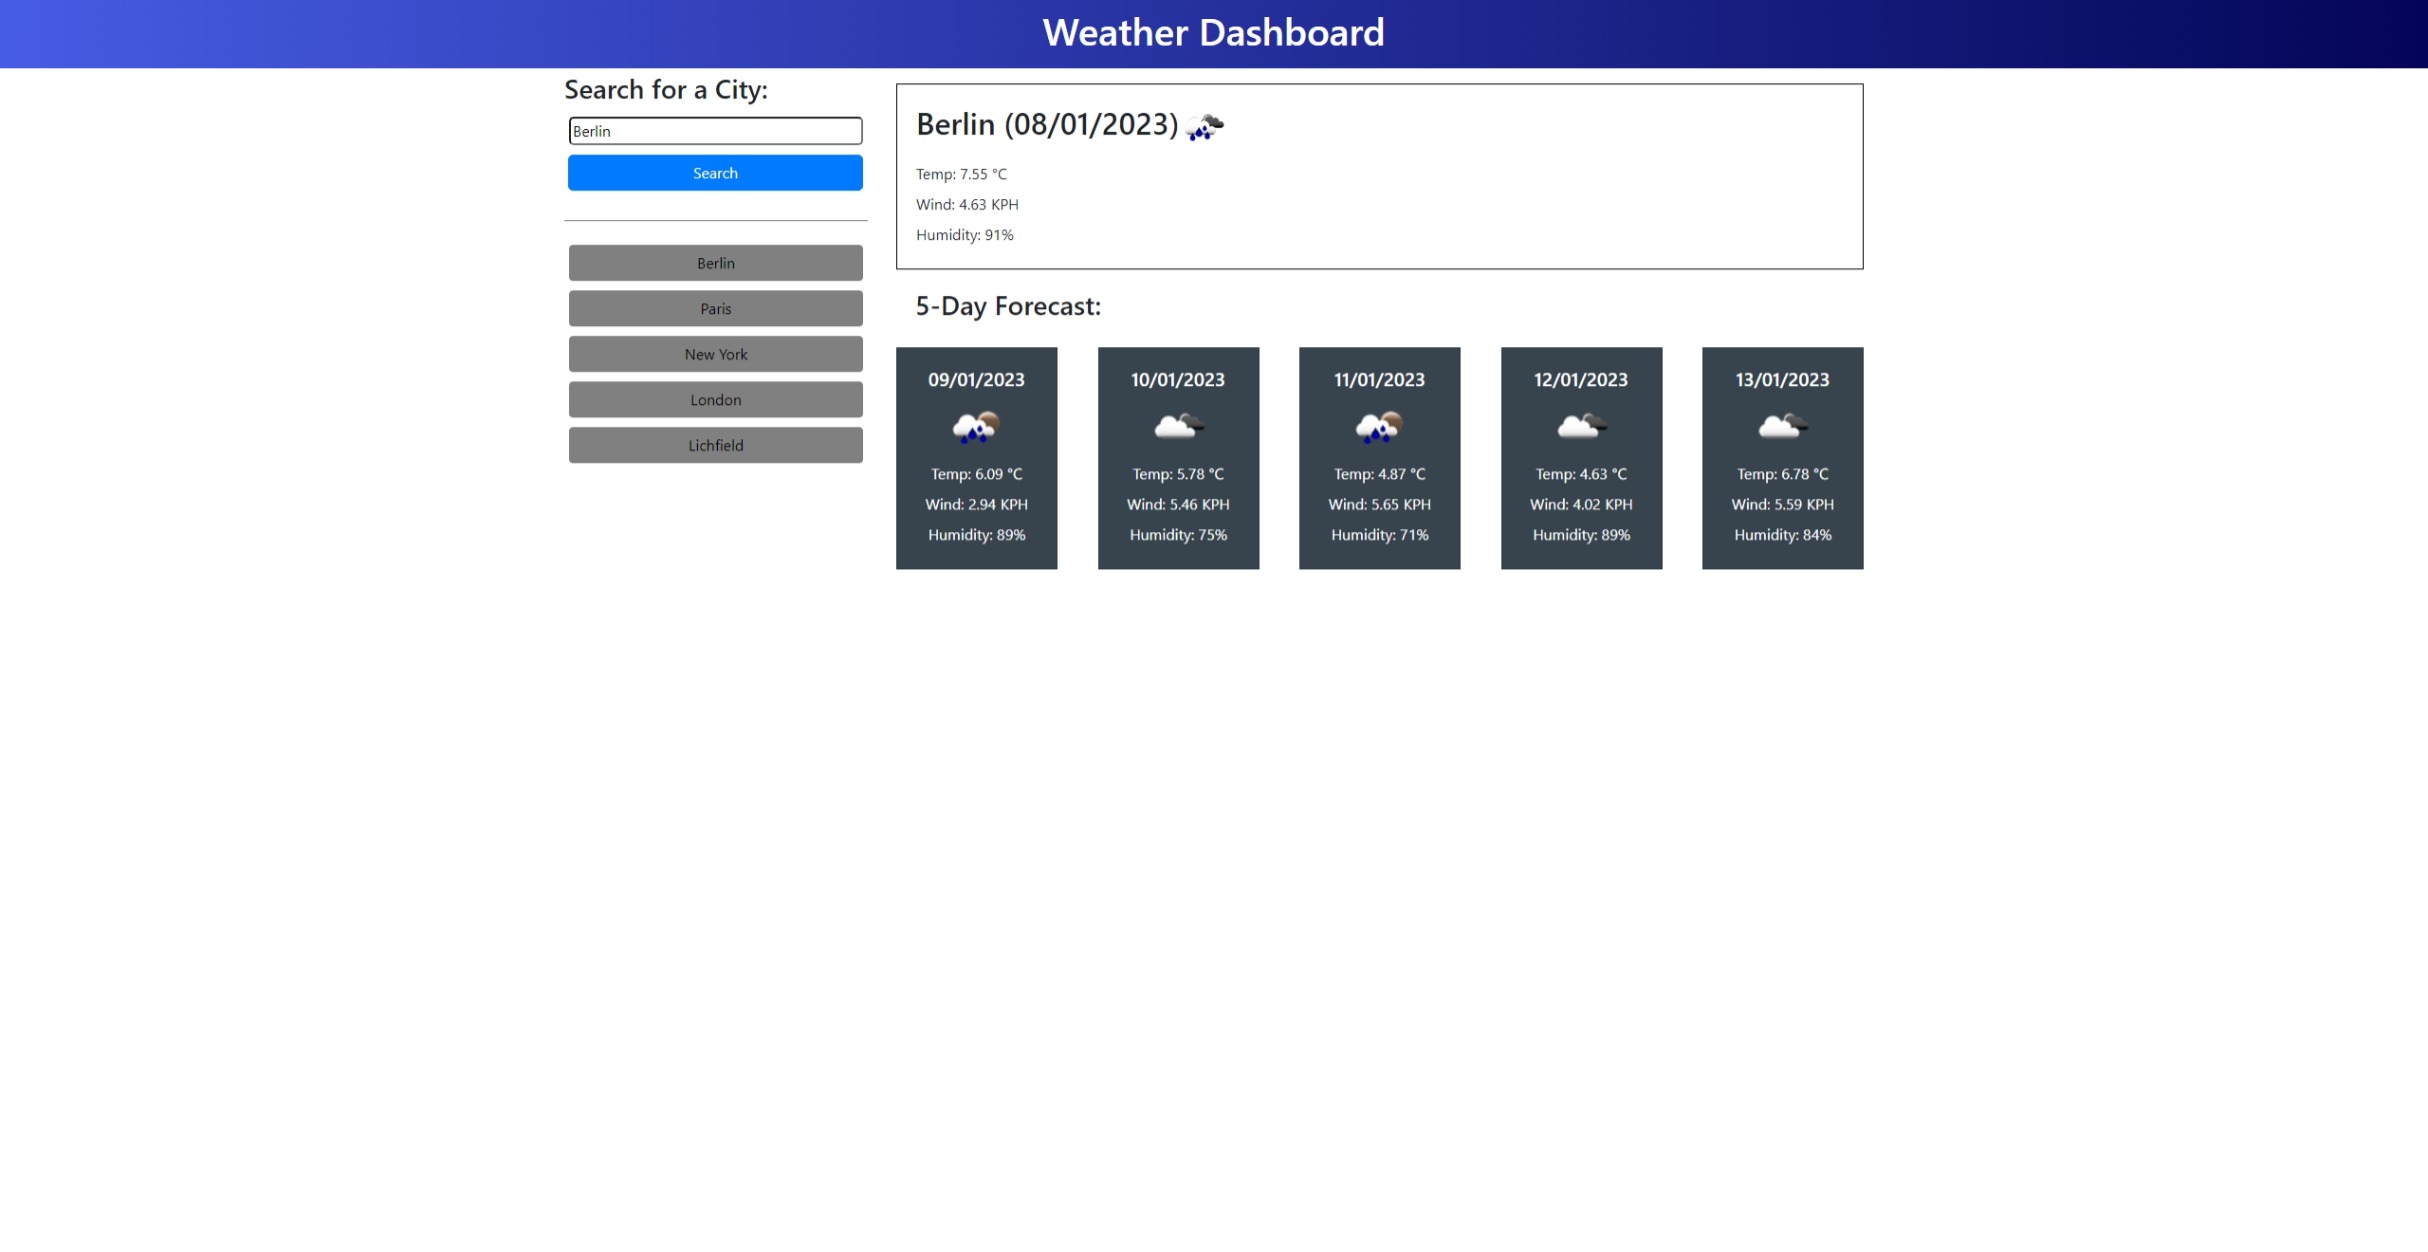 Weather Dashboard
Search for a City:
Berlin
Search
Berlin
Paris
New York
London
Lichfield
Berlin (08/01/2023)
Temp: 7.55 °C
Wind: 4.63 KPH
Humidity: 91%
5-Day Forecast:
09/01/2023
Temp: 6.09 °C
Wind: 2.94 KPH
Humidity: 89%
10/01/2023
Temp: 5.78 °C
Wind: 5.46 KPH
Humidity: 75%
11/01/2023
Temp: 4.87 °C
Wind: 5.65 KPH
Humidity: 71%
12/01/2023
Temp: 4.63 °C
Wind: 4.02 KPH
Humidity: 89%
13/01/2023
Temp: 6.78 °C
Wind: 5.59 KPH
Humidity: 84%